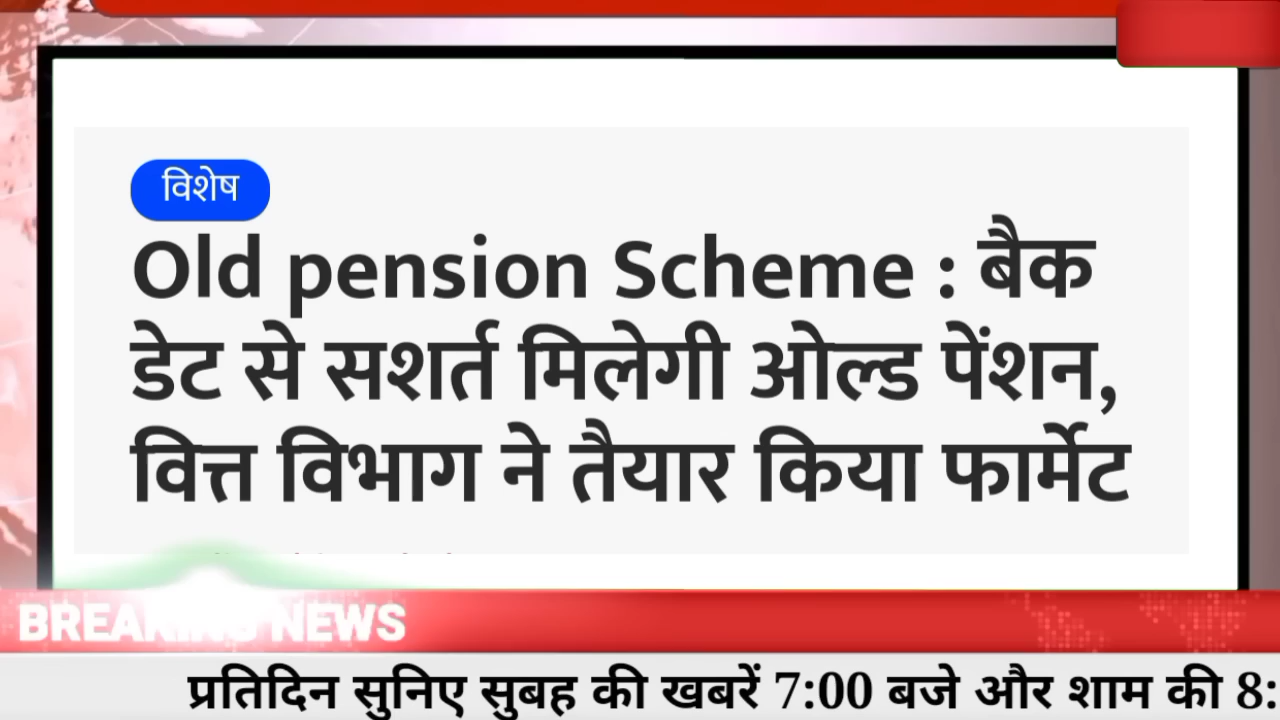 विशेष
Old pension Scheme : बैक
डेट से सशर्त मिलेगी ओल्ड पेंशन,
वित्त विभाग ने तैयार किया फार्मेट
BREAKING NEWS
प्रतिदिन सुनिए सुबह की खबरें 7:00 बजे और शाम की 8: